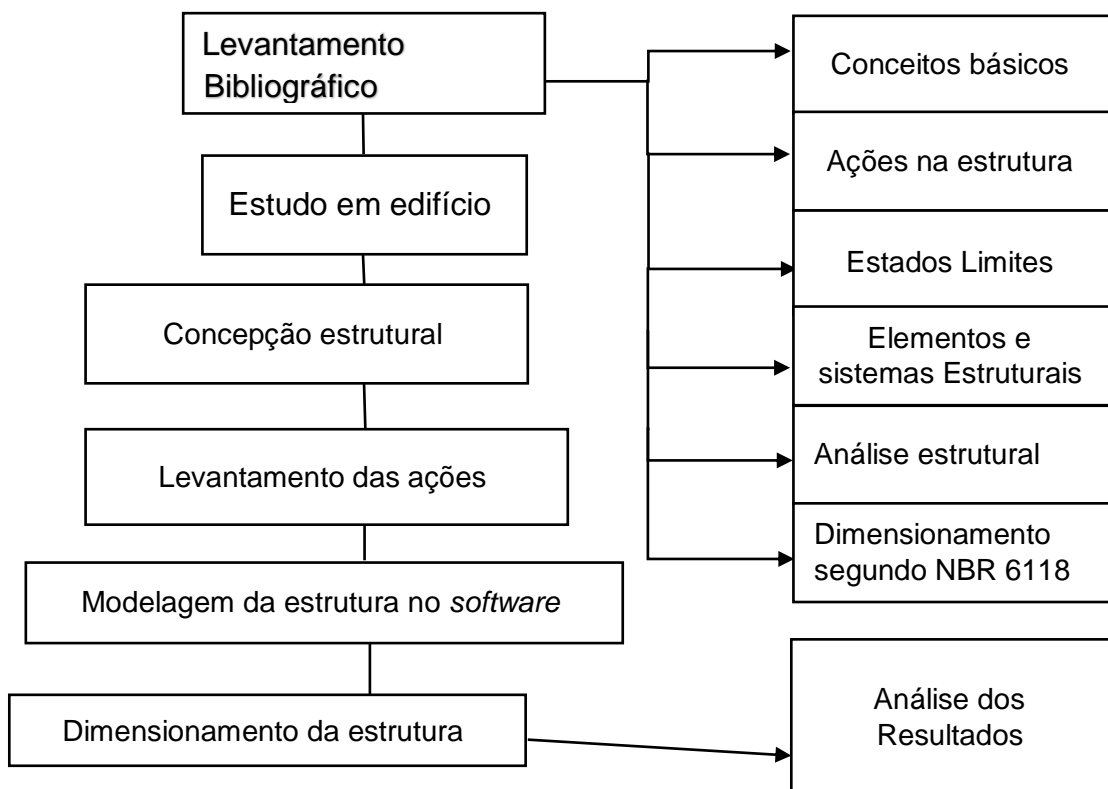 Levantamento
Bibliográfico
Estudo em edifício
Concepção estrutural
Levantamento das ações
Modelagem da estrutura no software
Dimensionamento da estrutura
Conceitos básicos
Ações na estrutura
Estados Limites
Elementos e
sistemas Estruturais
Análise estrutural
Dimensionamento
segundo NBR 6118
Análise dos
Resultados